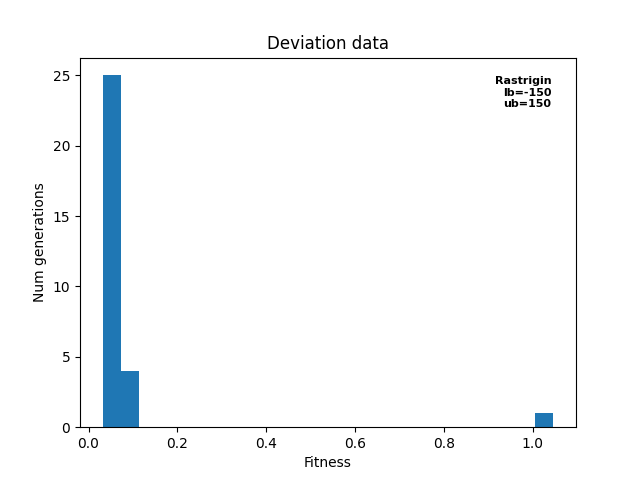 Deviation data
Rastrigin
lb=-150
ub=150
25
20
15
10
5
0
Num generations
0.0 0.2 0.4 0.6 0.8 1.0
Fitness